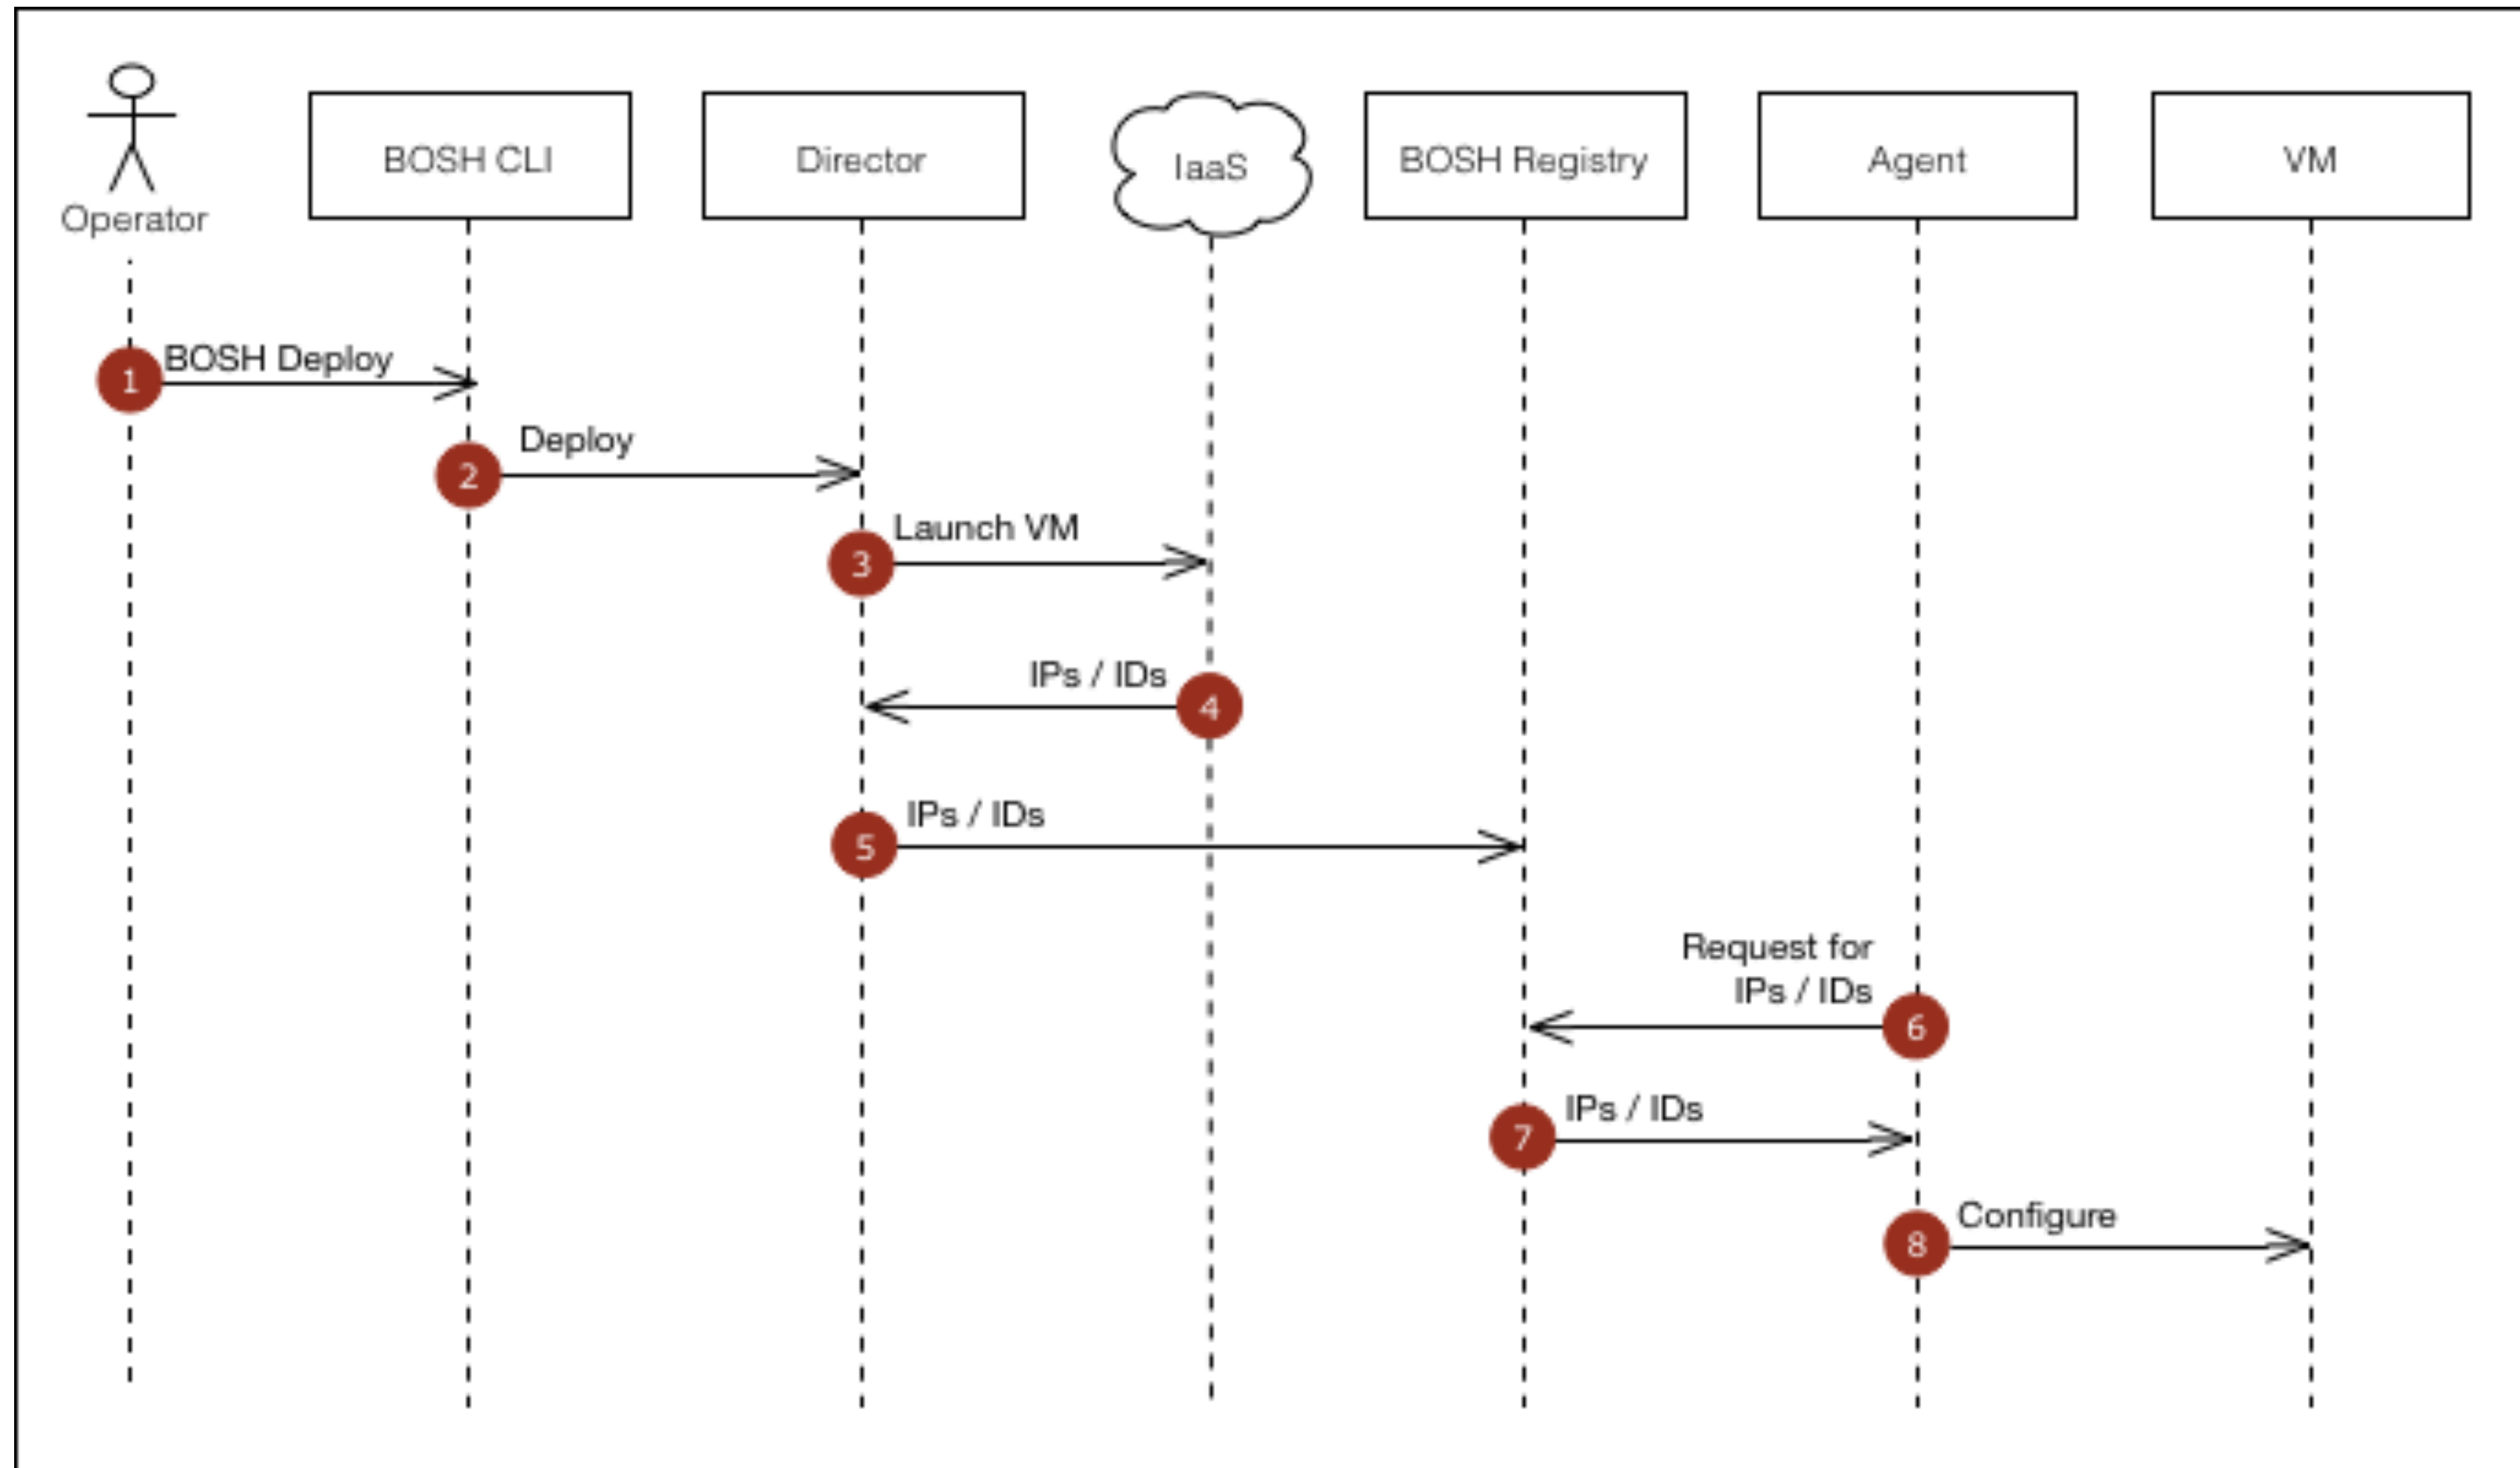 Operator
BOSH CLI
Director
IaaS
BOSH Registry
Agent
VM
1
BOSH Deploy
2
Deploy
3
Launch VM
IPs / IDs
4
5
IPs / IDs
Request for
IPs / IDs
6
7
IPs / IDs
8
Configure